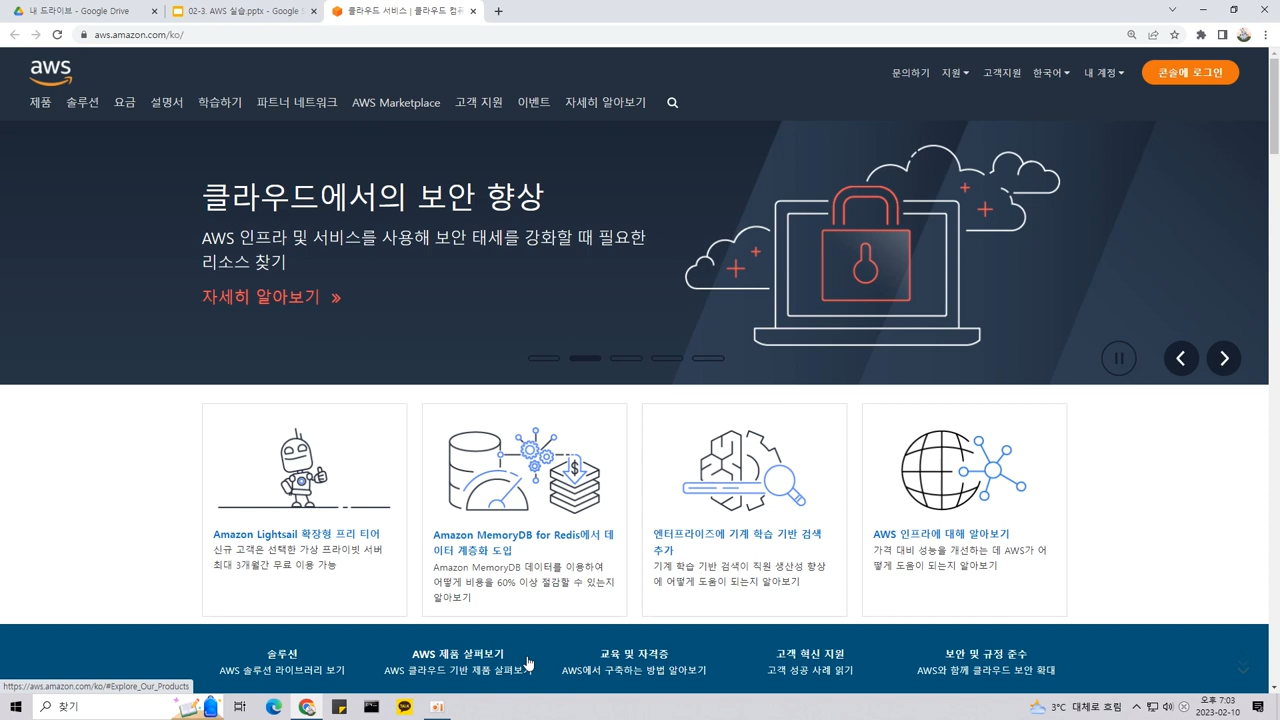 내 드라이브 - Google Drive
02-3. AWS 실습.pptx - Google S
클라우드 서비스 | 클라우드 컴퓨
aws.amazon.com/ko/
aws
문의하기 지원 고객지원 한국어 내 계정 콘솔에 로그인
제품 솔루션 요금 설명서 학습하기 파트너 네트워크 AWS Marketplace 고객 지원 이벤트 자세히 알아보기
클라우드에서의 보안 향상
AWS 인프라 및 서비스를 사용해 보안 태세를 강화할 때 필요한
리소스 찾기
자세히 알아보기 »
Amazon Lightsail 확장형 프리 티어
신규 고객은 선택한 가상 프라이빗 서버
최대 3개월간 무료 이용 가능
Amazon MemoryDB for Redis에서 데
이터 계층화 도입
Amazon MemoryDB 데이터를 이용하여
어떻게 비용을 60% 이상 절감할 수 있는지
알아보기
엔터프라이즈에 기계 학습 기반 검색
추가
기계 학습 기반 검색이 직원 생산성 향상
에 어떻게 도움이 되는지 알아보기
AWS 인프라에 대해 알아보기
가격 대비 성능을 개선하는 데 AWS가 어
떻게 도움이 되는지 알아보기
솔루션
AWS 솔루션 라이브러리 보기
AWS 제품 살펴보기
AWS 클라우드 기반 제품 살펴보기
교육 및 자격증
AWS에서 구축하는 방법 알아보기
고객 혁신 지원
고객 성공 사례 읽기
보안 및 규정 준수
AWS와 함께 클라우드 보안 확대
https://aws.amazon.com/ko/#Explore_Our_Products
찾기
3°C 대체로 흐림
오후 7:03
2023-02-10